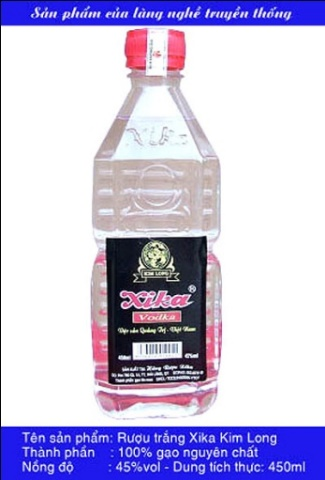 Sản phẩm của làng nghề truyền thống
KIM LONG
Xika ®
Vodka
Đặc sản Quảng Trị - Việt Nam
450ml
Tên sản phẩm: Rượu trắng Xika Kim Long
Thành phần : 100% gạo nguyên chất
Nồng độ : 45%vol - Dung tích thực: 450ml